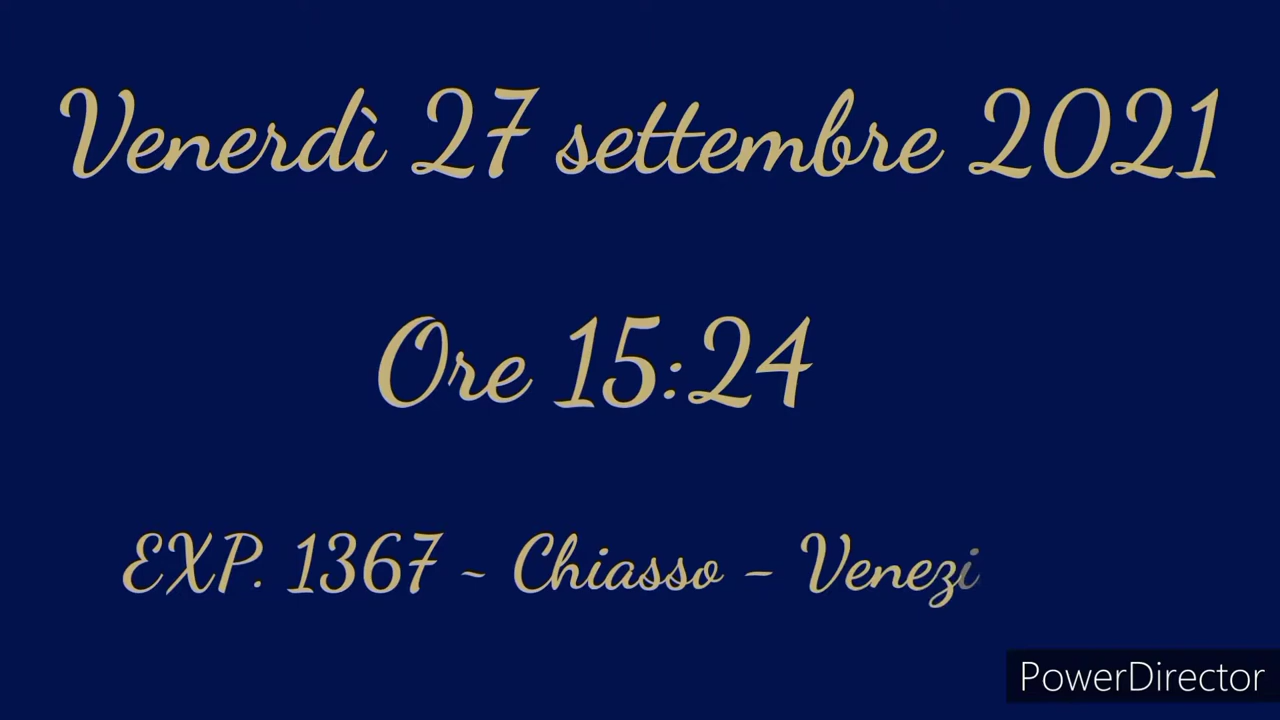 Venerdì 27 settembre 2021
Ore 15:24
EXP. 1367 - Chiasso - Venezi
PowerDirector